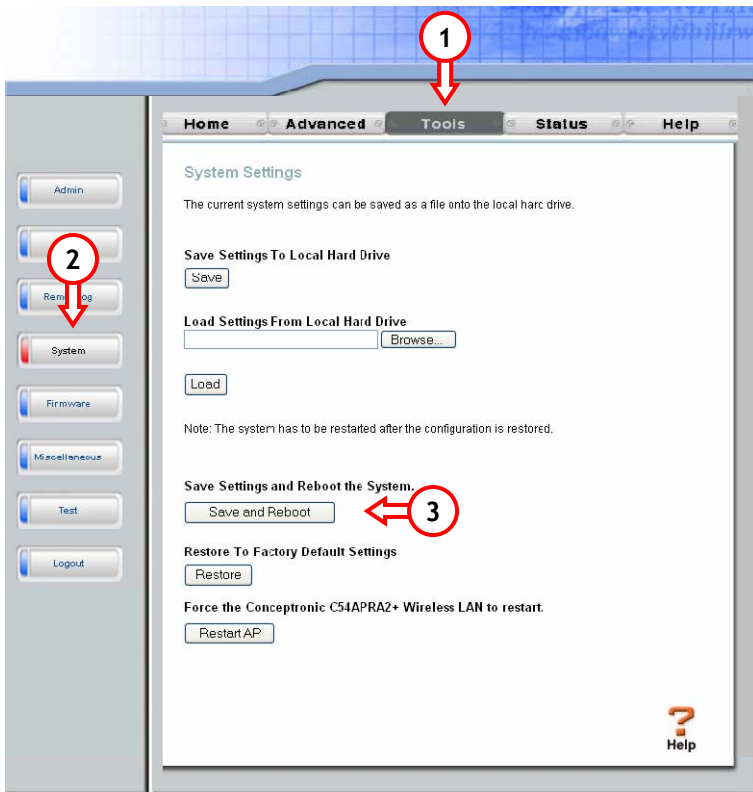 1
Home Advanced Tools Status Help
System Settings
Admin
The current system settings can be saved as a file onto the local hard drive.
2
Save Settings To Local Hard Drive
Save
Load Settings From Local Hard Drive
Browse...
System
Load
Firmware
Note: The system has to be restarted after the configuration is restored.
Miscellaneous
Save Settings and Reboot the System.
Save and Reboot
3
Test
Restore To Factory Default Settings
Restore
Logout
Force the Conceptronic C54APRA2+ Wireless LAN to restart.
Restart AP
Help